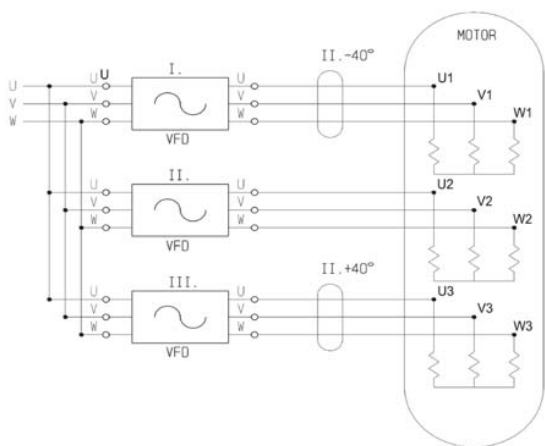 MOTOR
I.
II.-40°
U
V
W
U U
V
W
VFD
U
V
W
U1
V1
W1
II.
U
V
W
VFD
U
V
W
U2
V2
W2
III.
II.+40°
U
V
W
VFD
U
V
W
U3
V3
W3